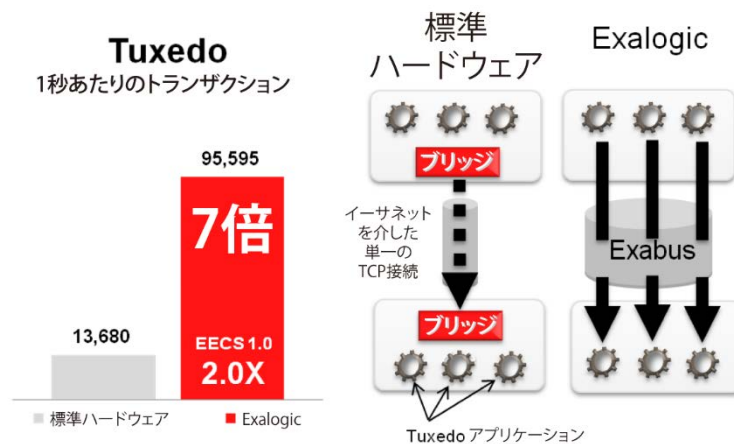 Tuxedo
1秒あたりのトランザクション
95,595
7倍
13,680
EECS 1.0
2.0X
標準ハードウェア
Exalogic
標準
ハードウェア
ブリッジ
イーサネット
を介した
単一の
TCP接続
ブリッジ
Tuxedo アプリケーション
Exalogic
Exabus